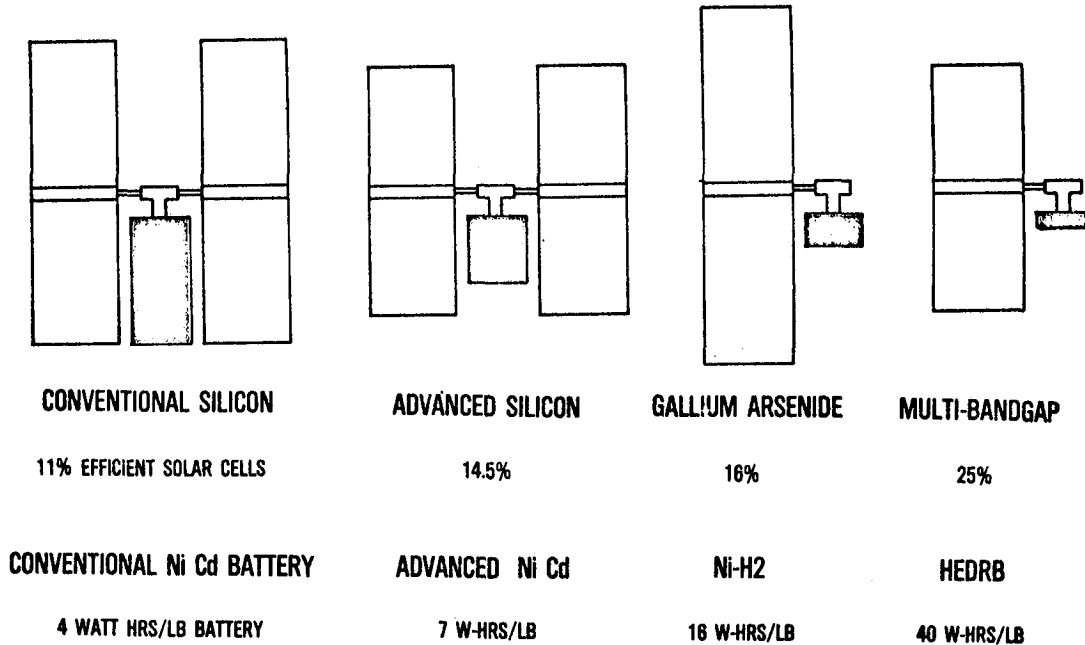 CONVENTIONAL SILICON ADVANCED SILICON GALLIUM ARSENIDE MULTI-BANDGAP
11% EFFICIENT SOLAR CELLS 14.5% 16% 25%
CONVENTIONAL Ni Cd BATTERY ADVANCED Ni Cd Ni-H2 HEDRB
4 WATT HRS/LB BATTERY 7 W-HRS/LB 16 W-HRS/LB 40 W-HRS/LB